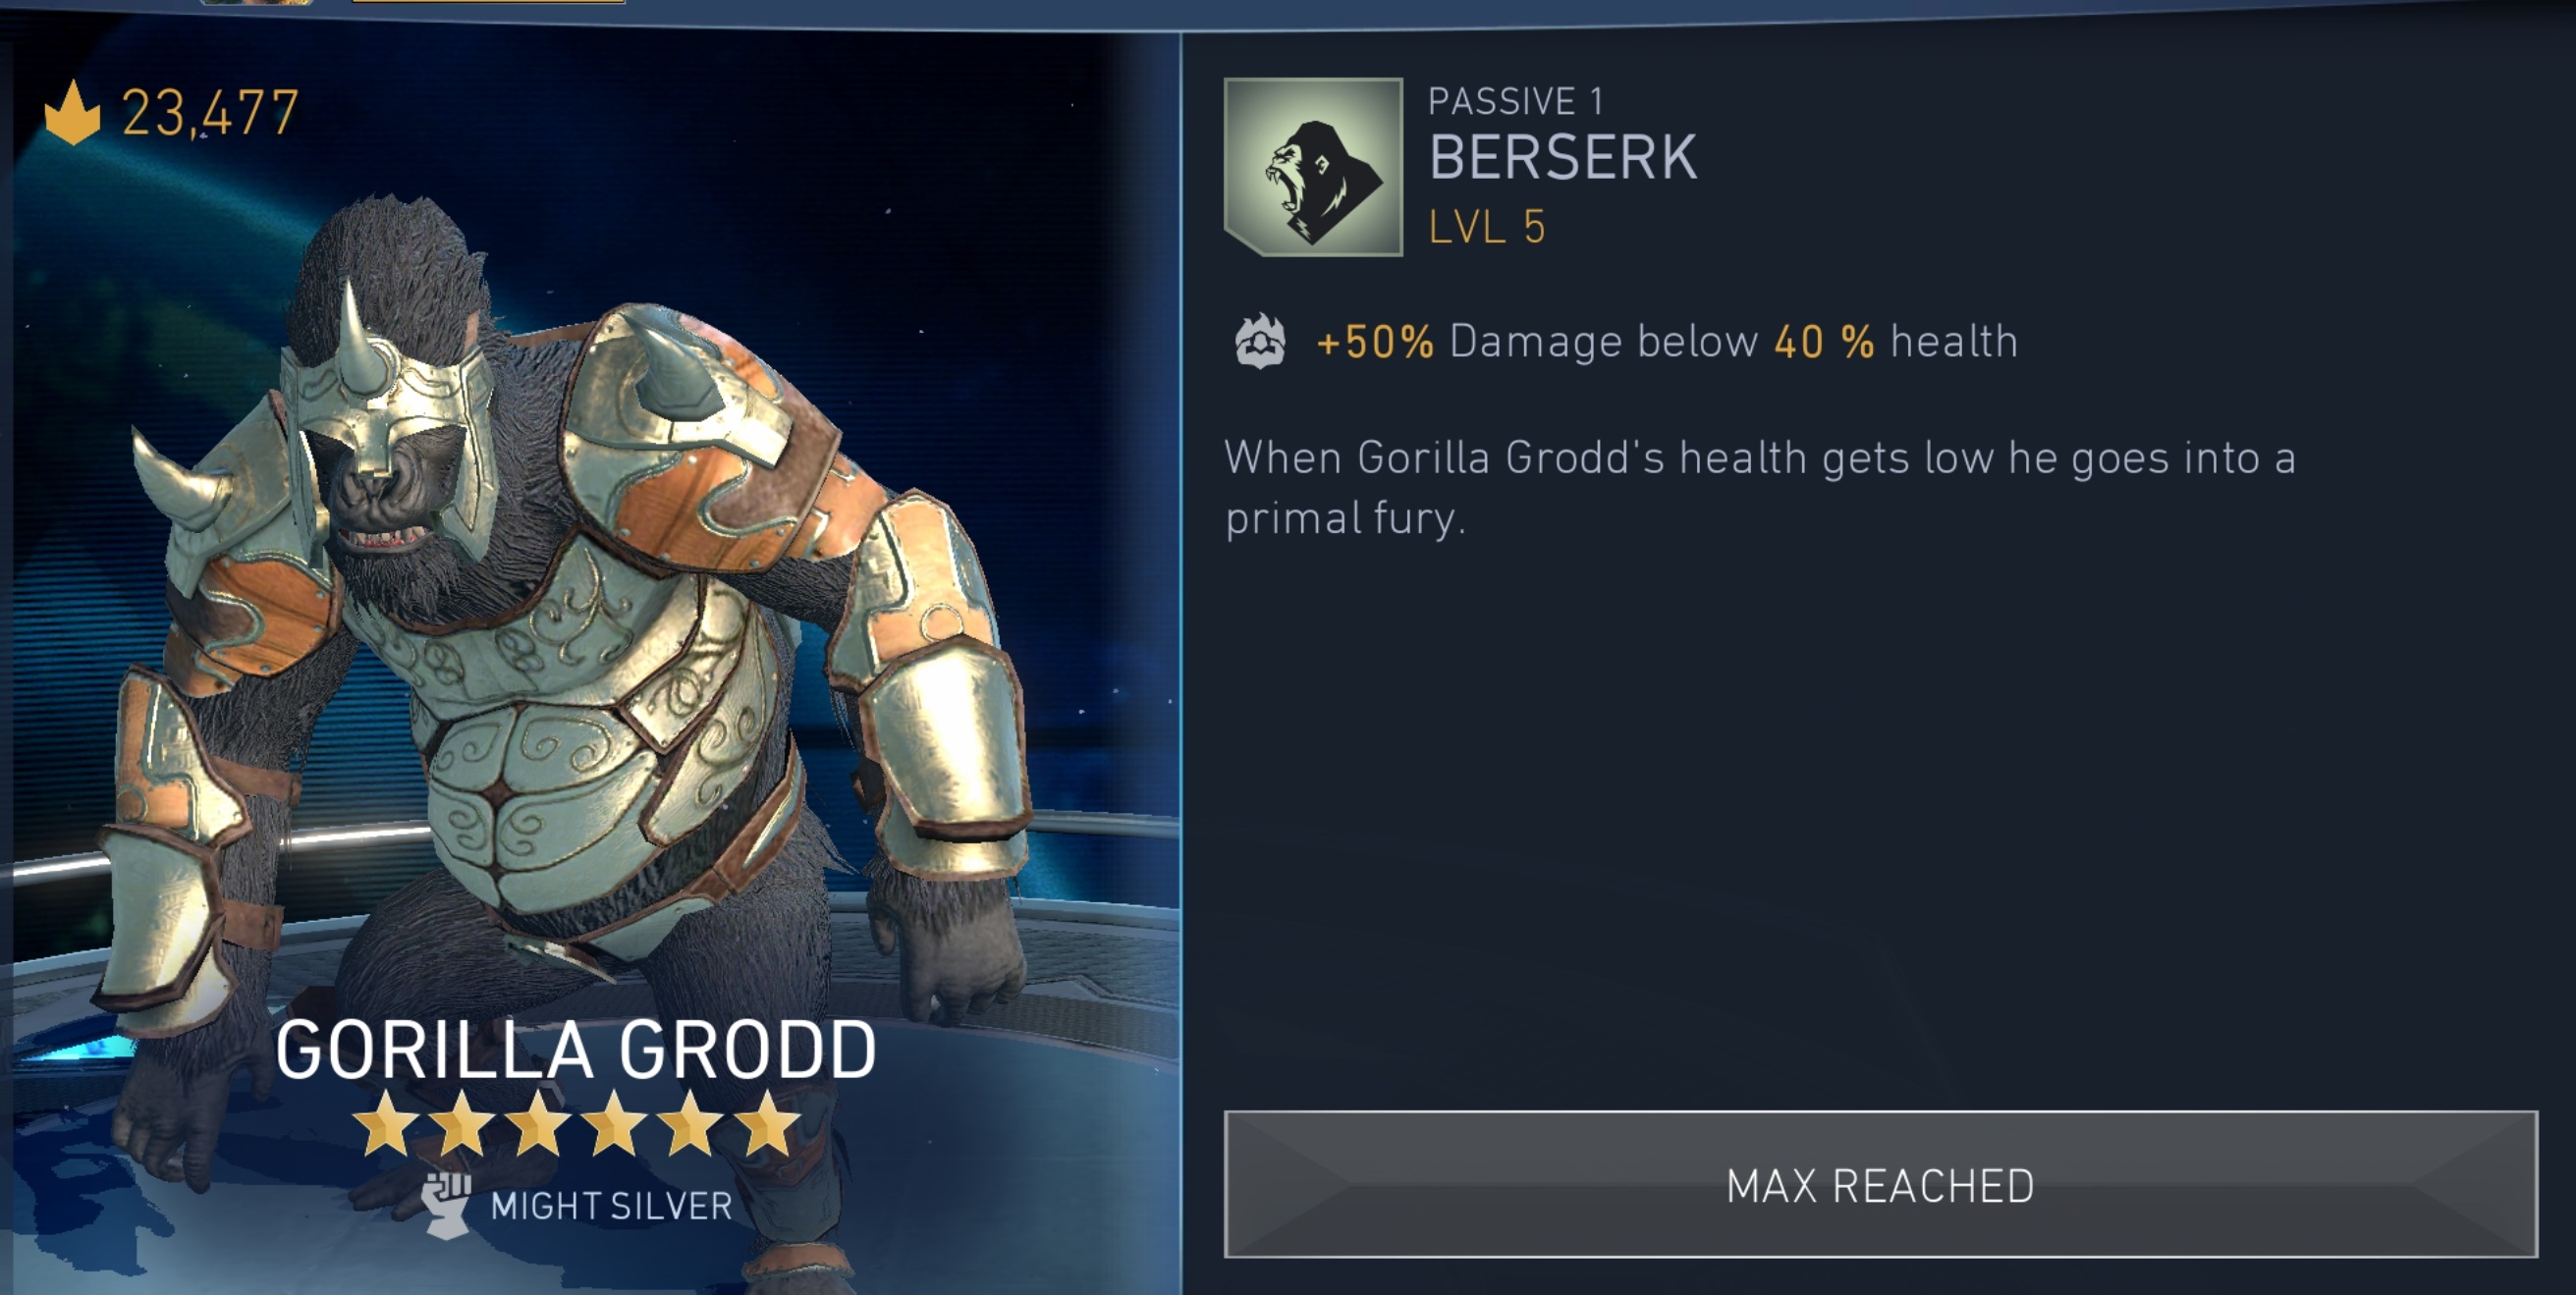 23,477
GORILLA GRODD
MIGHT SILVER
PASSIVE 1
BERSERK
LVL 5
+50% Damage below 40 % health
When Gorilla Grodd's health gets low he goes into a
primal fury.
MAX REACHED